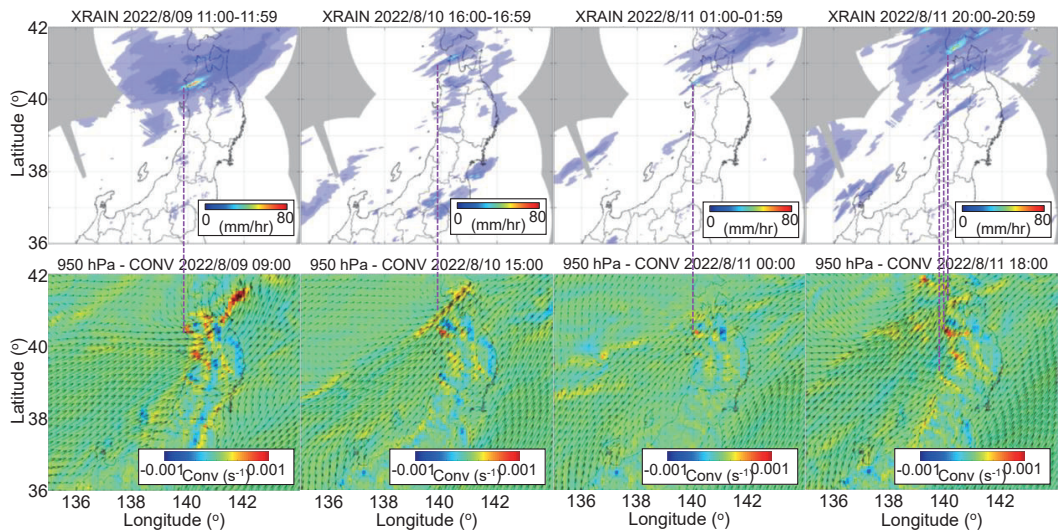 XRAIN 2022/8/09 11:00-11:59 XRAIN 2022/8/10 16:00-16:59 XRAIN 2022/8/11 01:00-01:59 XRAIN 2022/8/11 20:00-20:59
42
40
38
36
Latitude (o)
0 80 0 80 0 80 0 80
(mm/hr) (mm/hr) (mm/hr) (mm/hr)
950 hPa - CONV 2022/8/09 09:00 950 hPa - CONV 2022/8/10 15:00 950 hPa - CONV 2022/8/11 00:00 950 hPa - CONV 2022/8/11 18:00
42
40
38
36
Latitude (o)
-0.001 0.001 -0.001 0.001 -0.001 0.001 -0.001 0.001
Conv (s-1) Conv (s-1) Conv (s-1) Conv (s-1)
136 138 140 142 136 138 140 142 136 138 140 142 136 138 140 142
Longitude (o) Longitude (o) Longitude (o) Longitude (o)